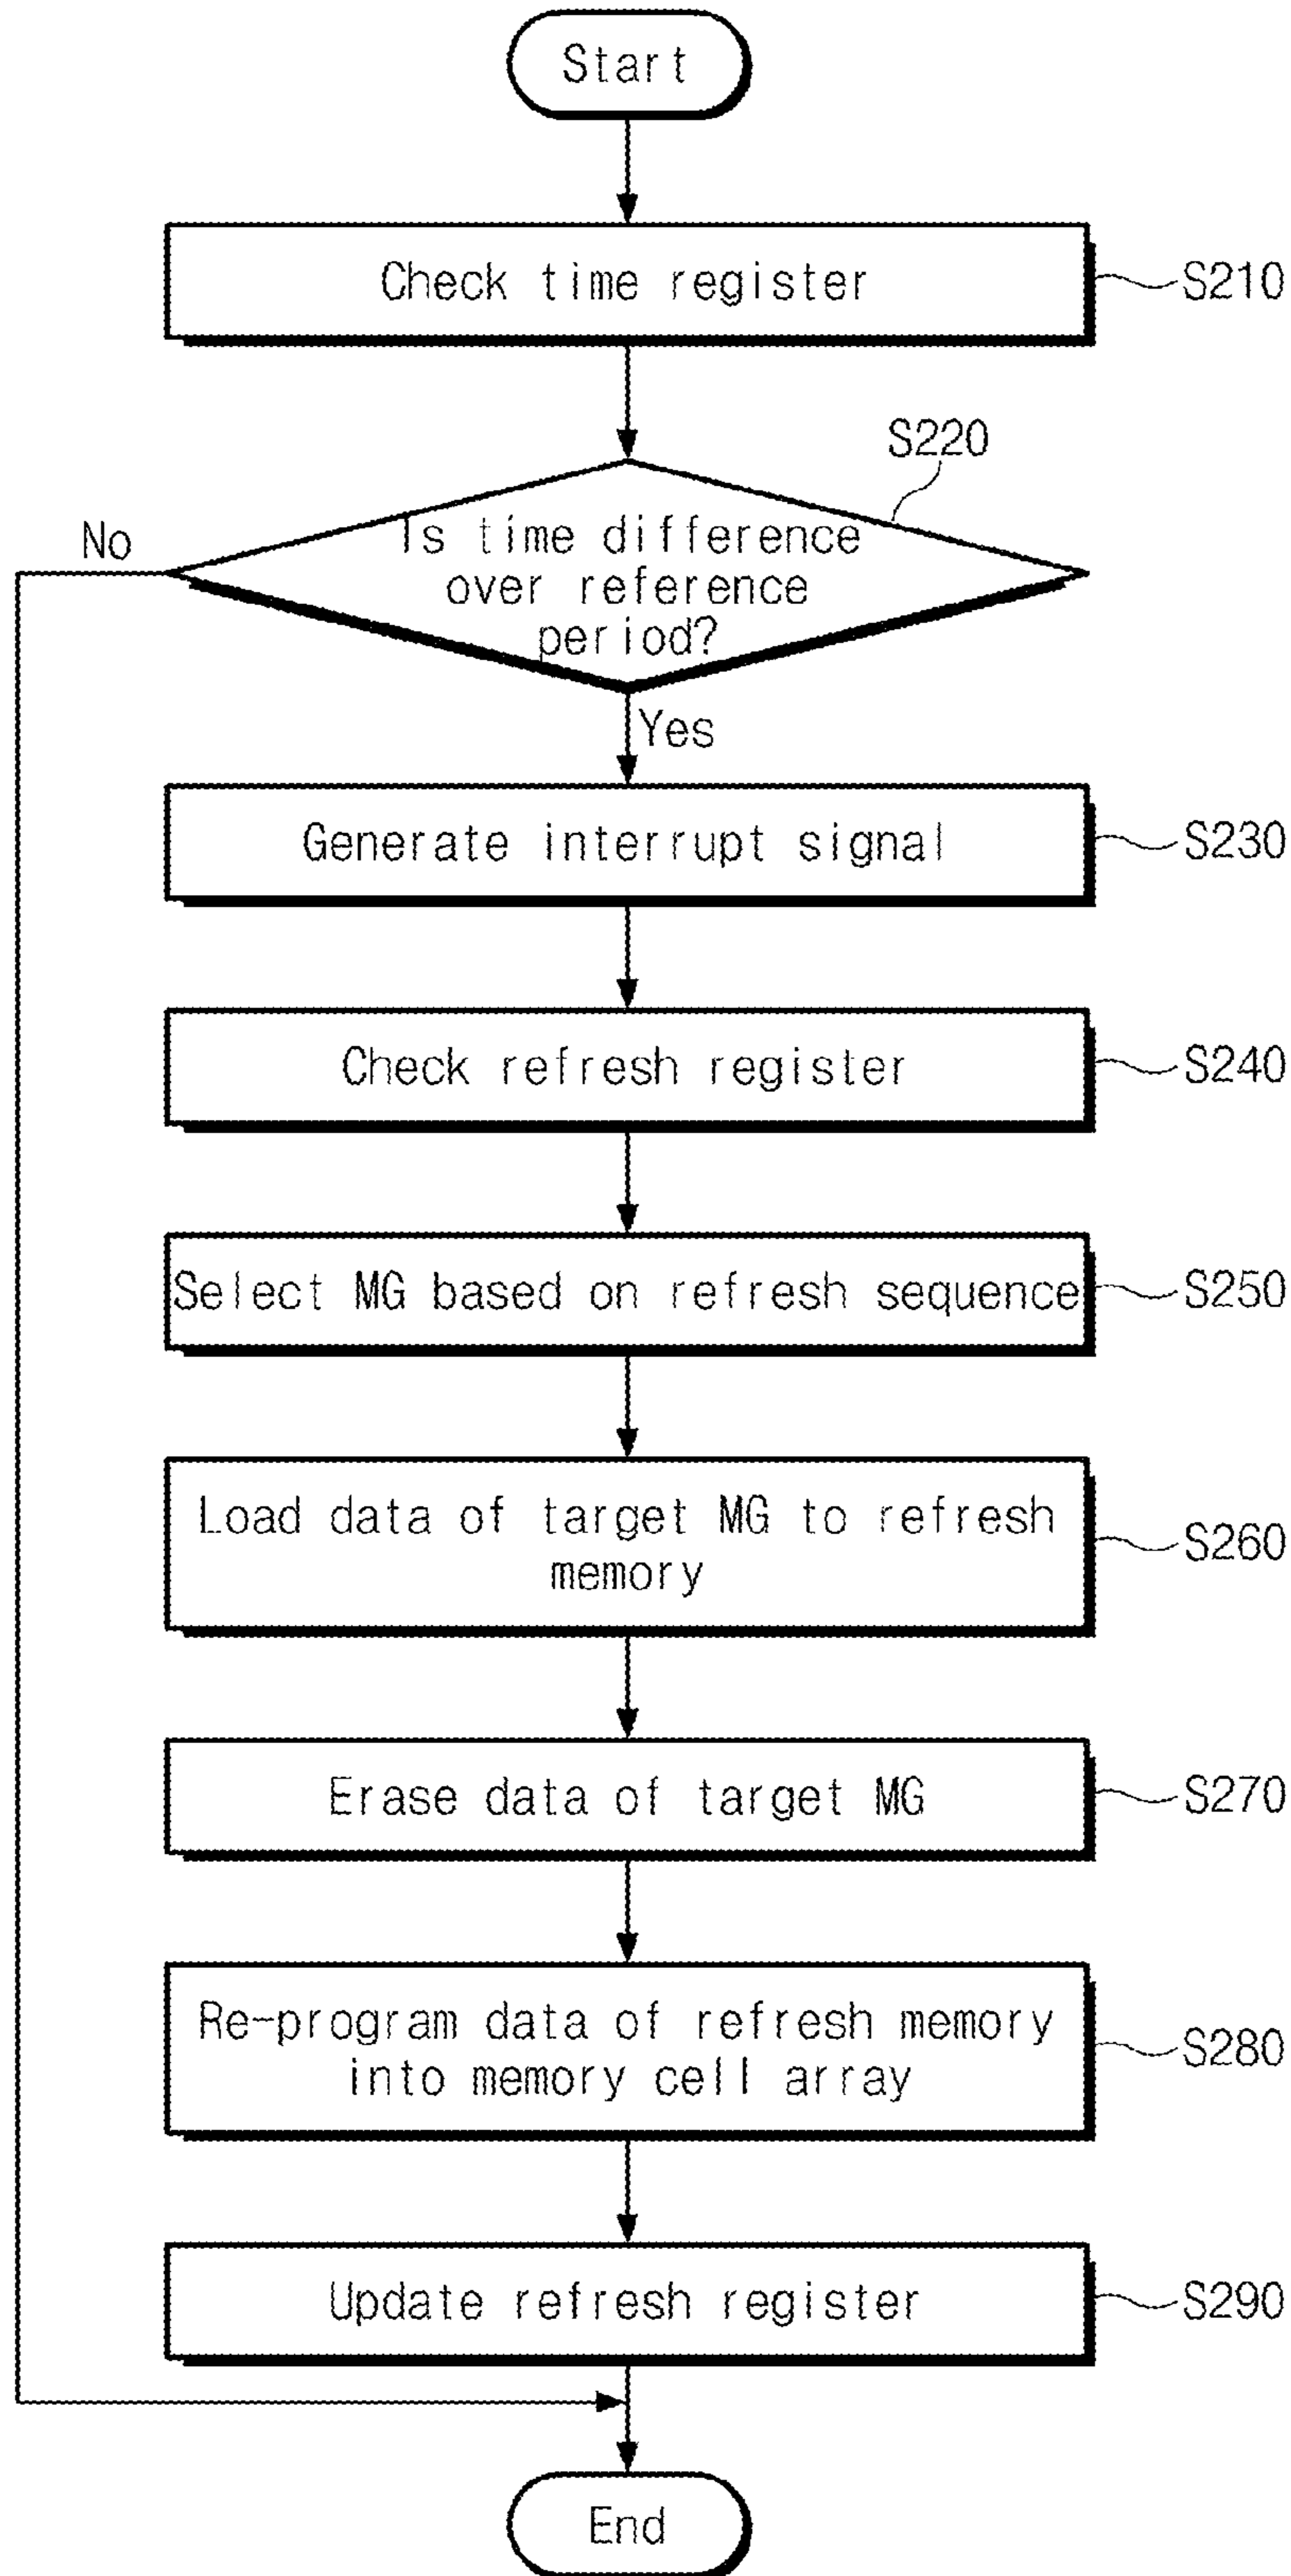 Start
Check time register
S210
S220
No
Is time difference
over reference
period?
Yes
Generate interrupt signal
S230
Check refresh register
S240
Select MG based on refresh sequence
S250
Load data of target MG to refresh
memory
S260
Erase data of target MG
S270
Re-program data of refresh memory
into memory cell array
S280
Update refresh register
S290
End